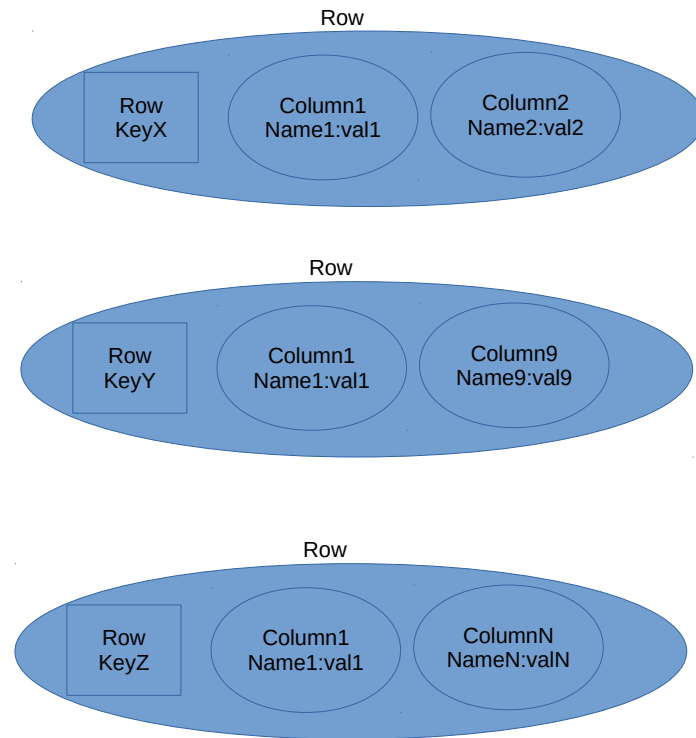 Row
Row
KeyX
Column1
Name1:val1
Column2
Name2:val2
Row
Row
KeyY
Column1
Name1:val1
Column9
Name9:val9
Row
Row
KeyZ
Column1
Name1:val1
ColumnN
NameN:valN